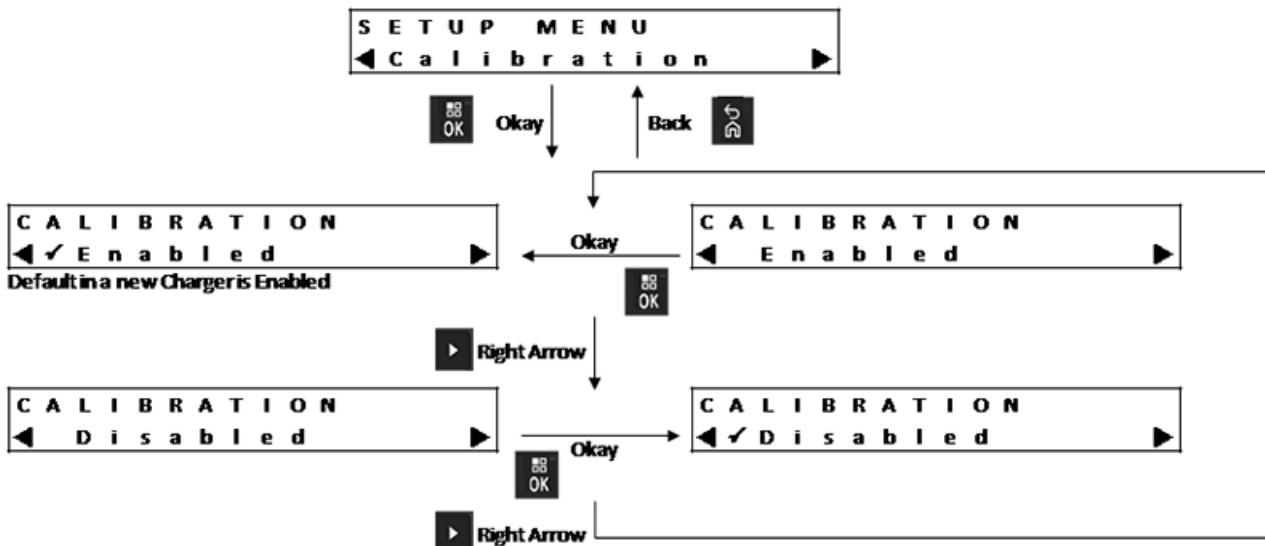 SETUP MENU
◀ Calibration ▶
OK
Okay
Back
CALIBRATION
◀ ✓ Enabled ▶
Default in a new Charger is Enabled
Okay
OK
CALIBRATION
◀ Enabled ▶
Right Arrow
CALIBRATION
◀ Disabled ▶
Okay
OK
CALIBRATION
◀ ✓ Disabled ▶
Right Arrow